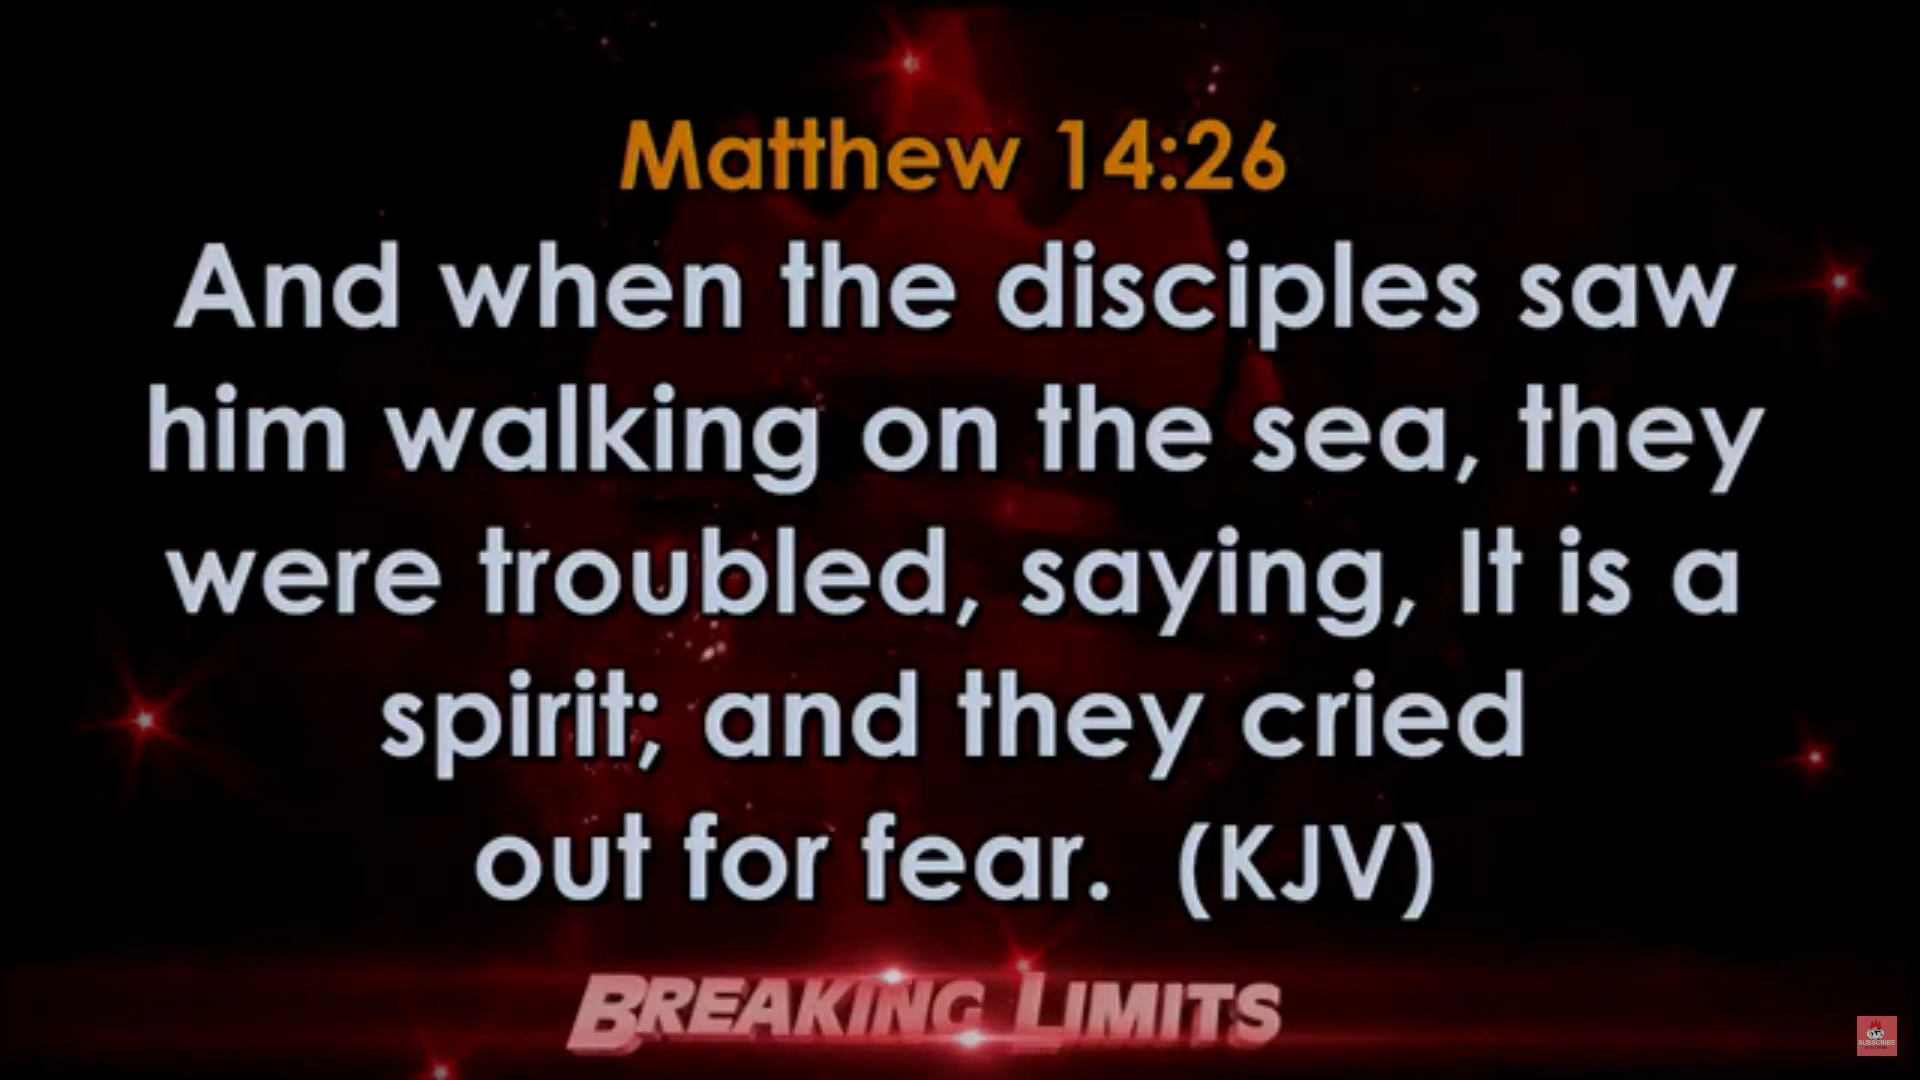 Matthew 14:26
And when the disciples saw
him walking on the sea, they
were troubled, saying, It is a
spirit; and they cried
out for fear. (KJV)
BREAKING LIMITS
SUBSCRIBE